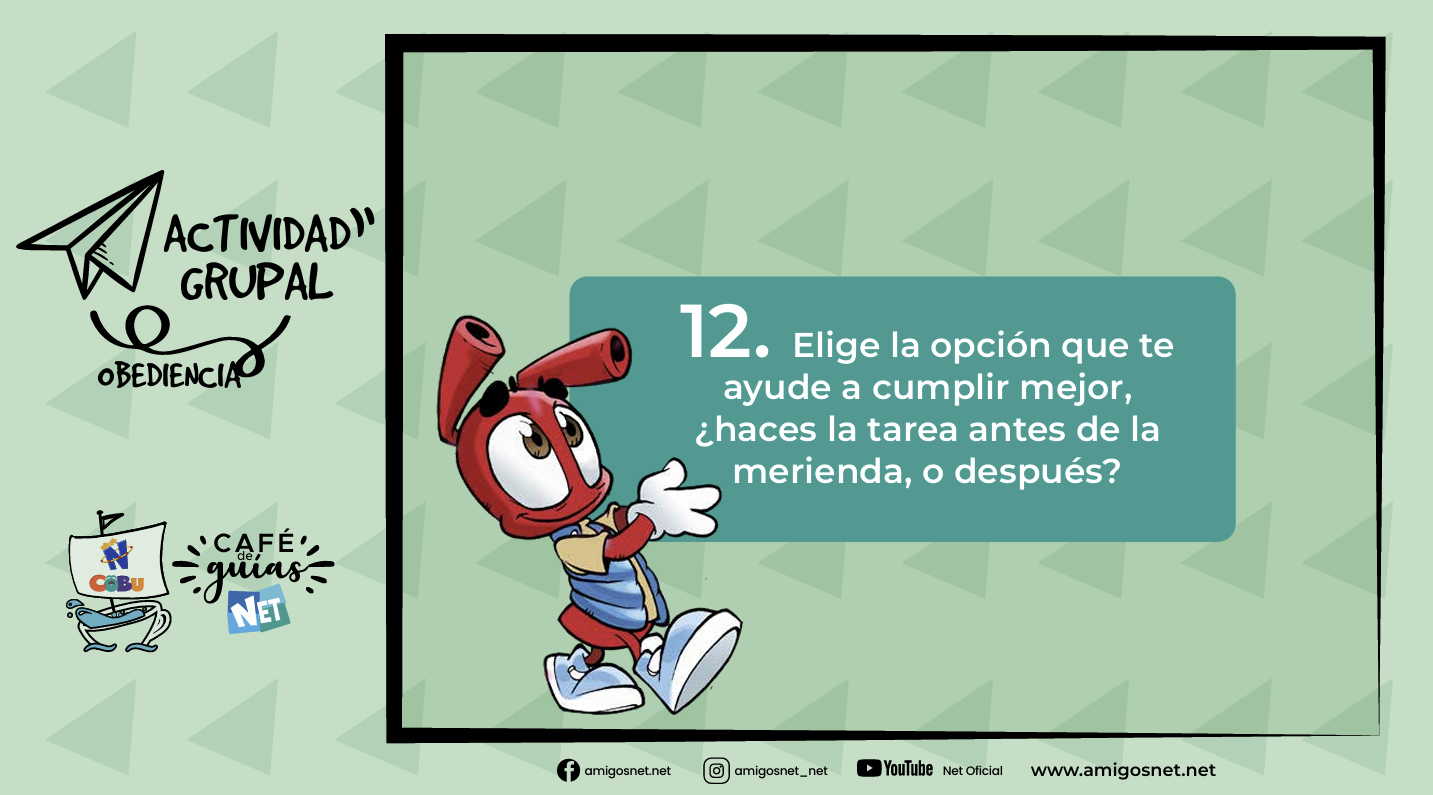 ACTIVIDAD
GRUPAL
OBEDIENCIA
12. Elige la opción que te
ayude a cumplir mejor,
¿haces la tarea antes de la
merienda, o después?
N
COBU
CAFÉ
de
guías
NET
amigosnet.net
amigosnet_net
YouTube Net Oficial
www.amigosnet.net